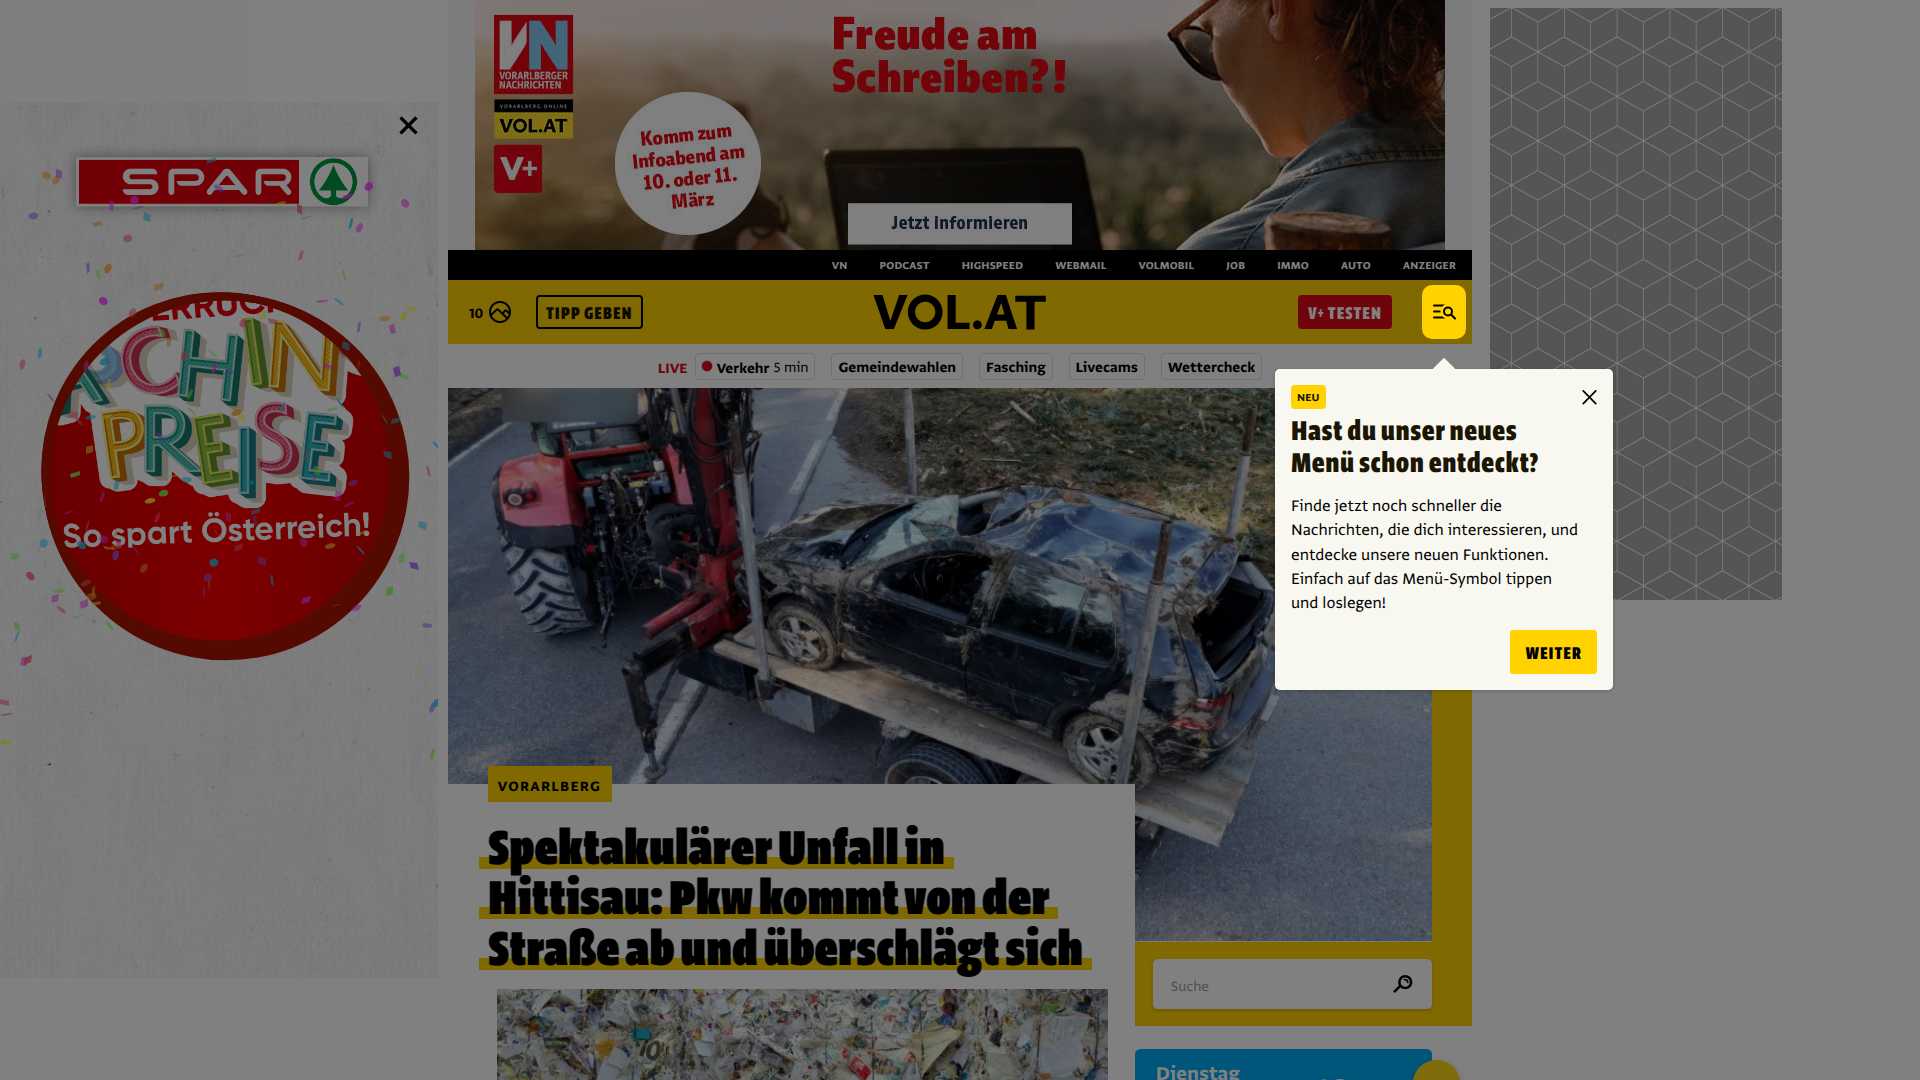 VN
VORARLBERGER
NACHRICHTEN
VORARLBERG ONLINE
VOL.AT
V+
Freude am
Schreiben?!
Komm zum
Infoabend am
10. oder 11.
März
Jetzt informieren
SPAR
PREISE
So spart Österreich!
VN PODCAST HIGHSPEED WEBMAIL VOLMOBIL JOB IMMO AUTO ANZEIGER
10 TIPP GEBEN VOL.AT V+ TESTEN
LIVE Verkehr 5 min Gemeindewahlen Fasching Livecams Wettercheck
NEU
Hast du unser neues
Menü schon entdeckt?
Finde jetzt noch schneller die
Nachrichten, die dich interessieren, und
entdecke unsere neuen Funktionen.
Einfach auf das Menü-Symbol tippen
und loslegen!
WEITER
VORARLBERG
Spektakulärer Unfall in
Hittisau: Pkw kommt von der
Straße ab und überschlägt sich
Suche
Dienstag